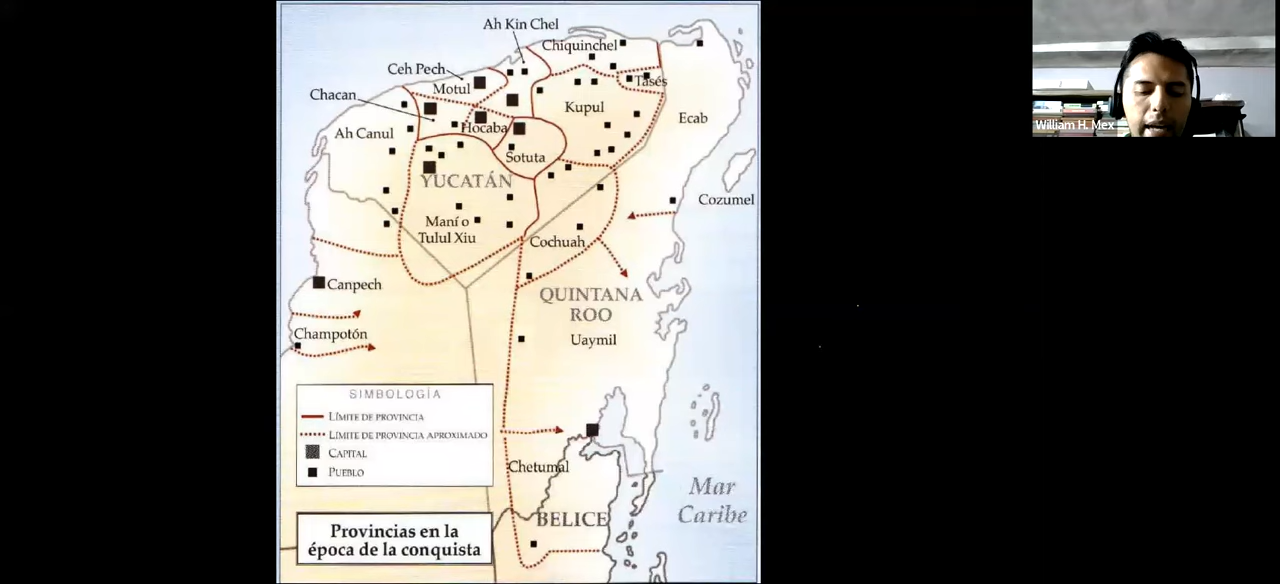 Ah Kin Chel
Chiquinchel
Ceh Pech
Motul
Tases
Chacan
Kupul
Ecab
Ah Canul
Hocaba
Sotuta
YUCATÁN
Cozumel
Maní o
Tulul Xiu
Cochuah
Canpech
QUINTANA
ROO
Champotón
Uaymil
SIMBOLOGÍA
LÍMITE DE PROVINCIA
LÍMITE DE PROVINCIA APROXIMADO
CAPITAL
PUEBLO
Chetumal
Mar
Caribe
BELICE
Provincias en la
época de la conquista
William H. Mex